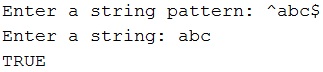 Enter a string pattern: ^abc$
Enter a string: abc
TRUE